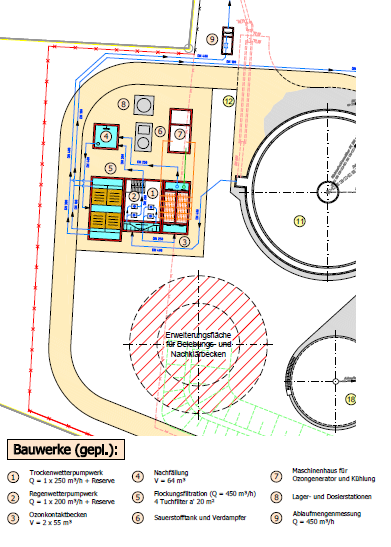 9
8
12
4
6
7
5
2
1
11
3
Erweiterungsfläche
für Belebungs- und
Nachklärbecken
18
Bauwerke (gepl.):
1 Trockenwetterpumpwerk
Q = 1 x 250 m³/h + Reserve
2 Regenwetterpumpwerk
Q = 1 x 200 m³/h + Reserve
3 Ozonkontaktbecken
V = 2 x 55 m³
4 Nachfällung
V = 64 m³
5 Flockungsfiltration (Q = 450 m³/h)
4 Tuchfilter a' 20 m²
6 Sauerstofftank und Verdampfer
7 Maschinenhaus für
Ozongenerator und Kühlung
8 Lager- und Dosierstationen
9 Ablaufmengenmessung
Q = 450 m³/h